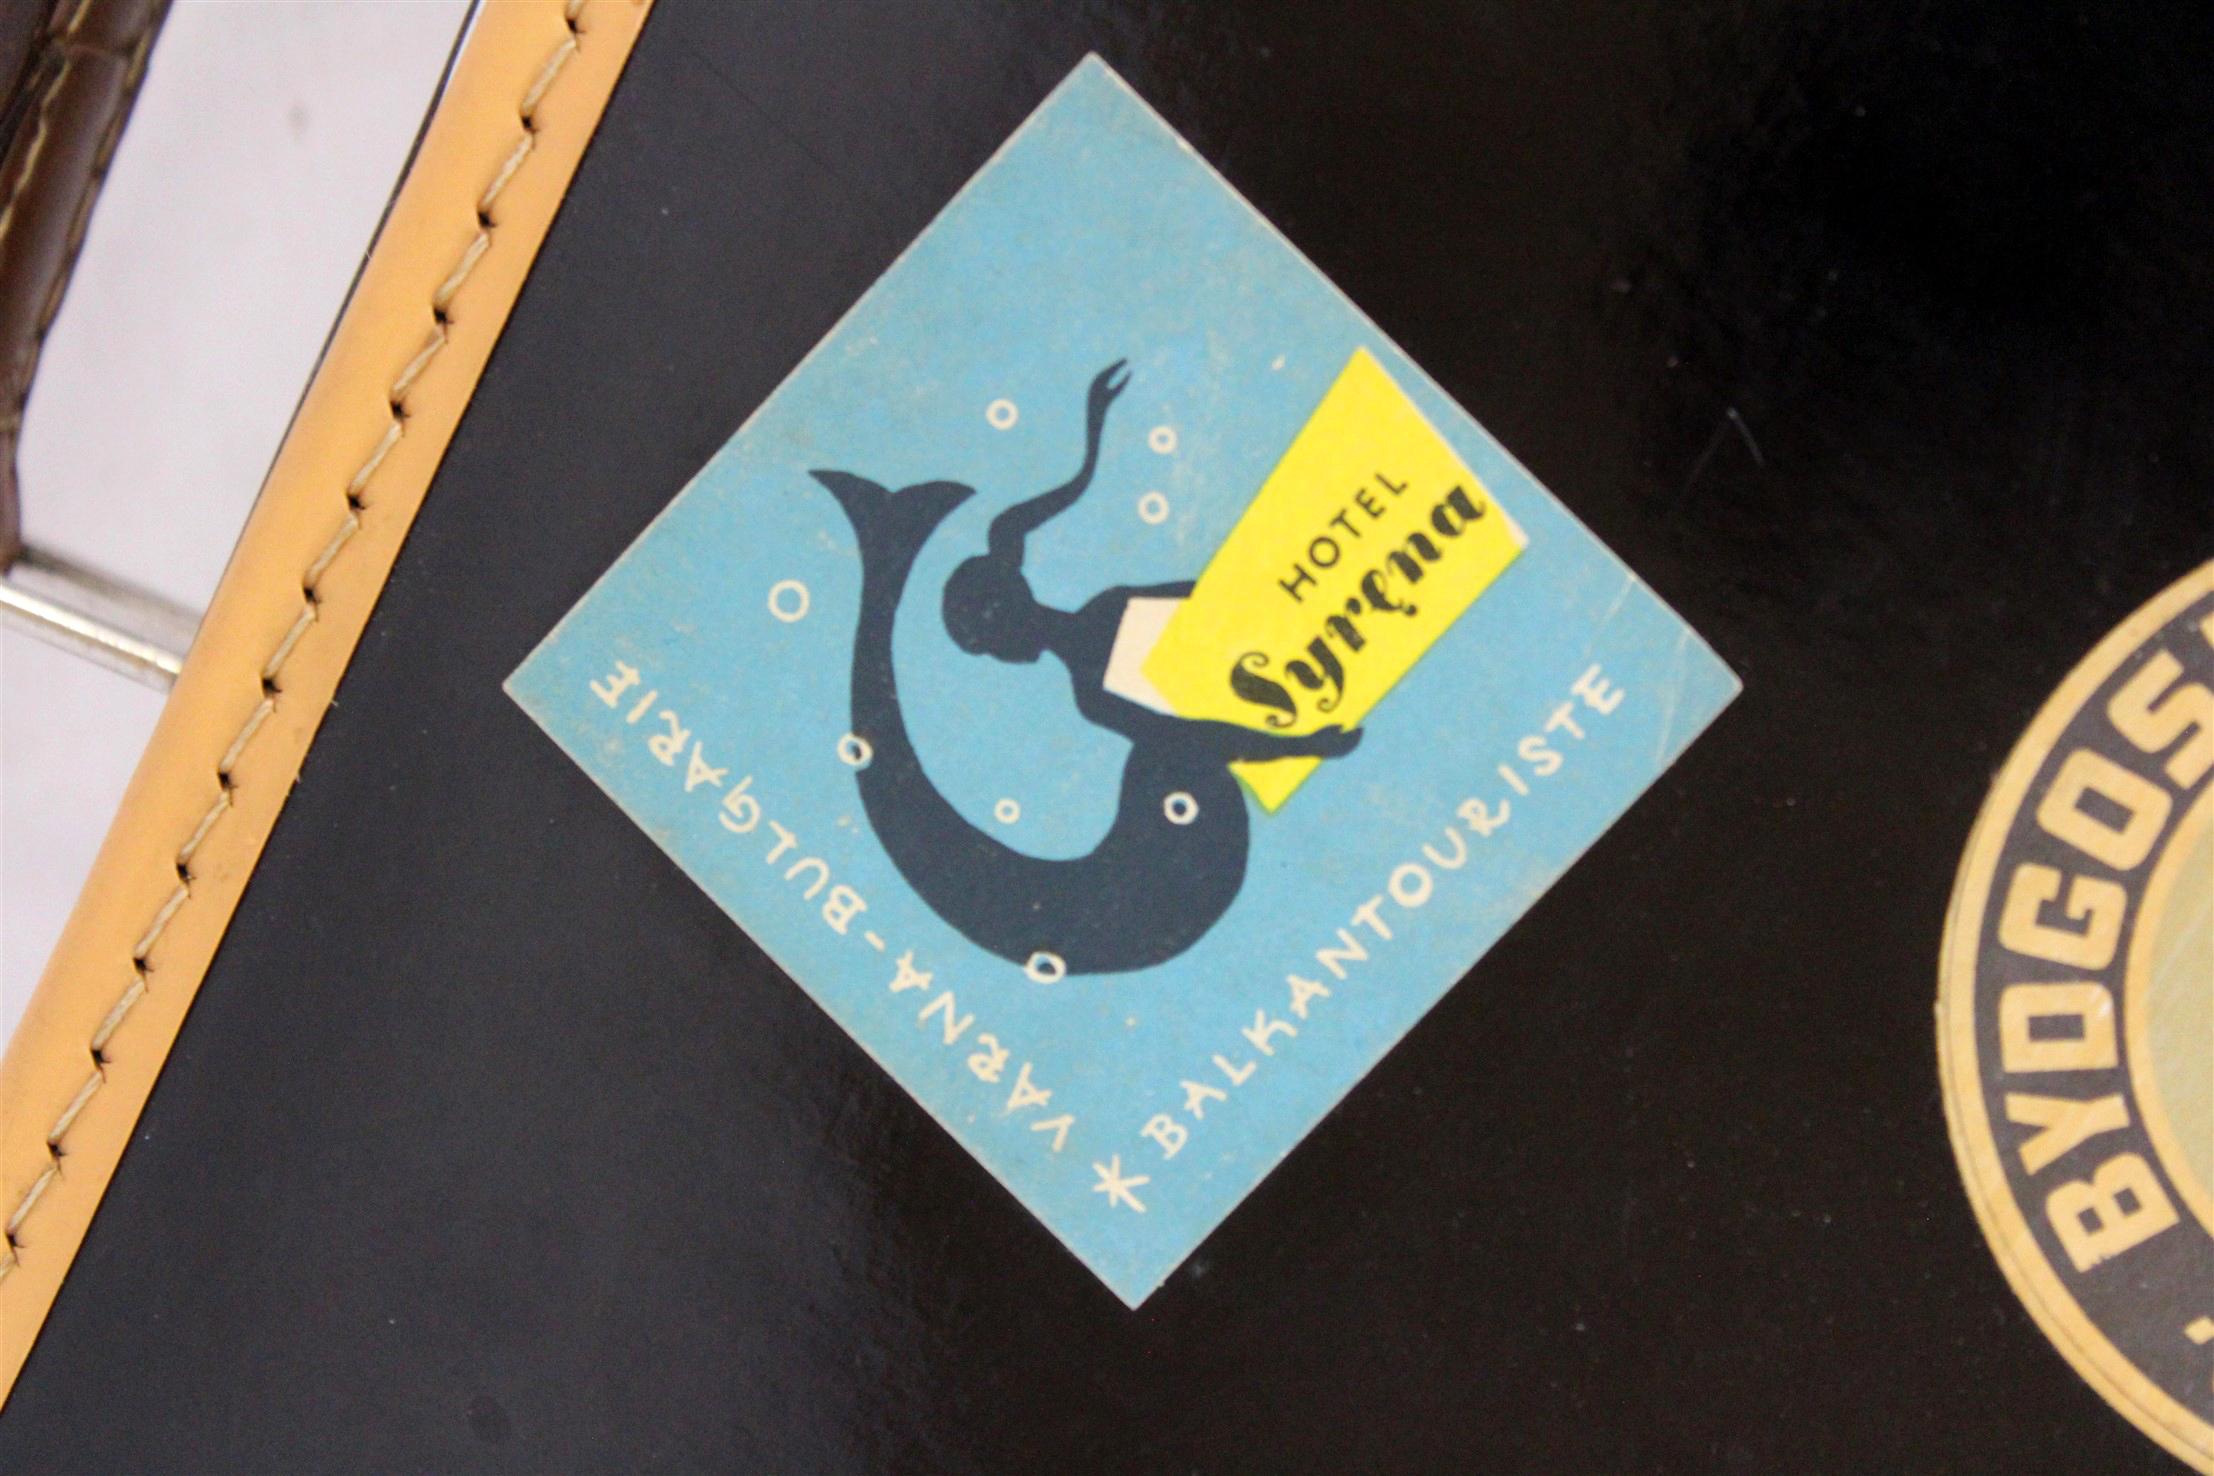 HOTEL
Syrena
VARNA-BULGARIE
* BALKANTOURISTE
BYDGOS